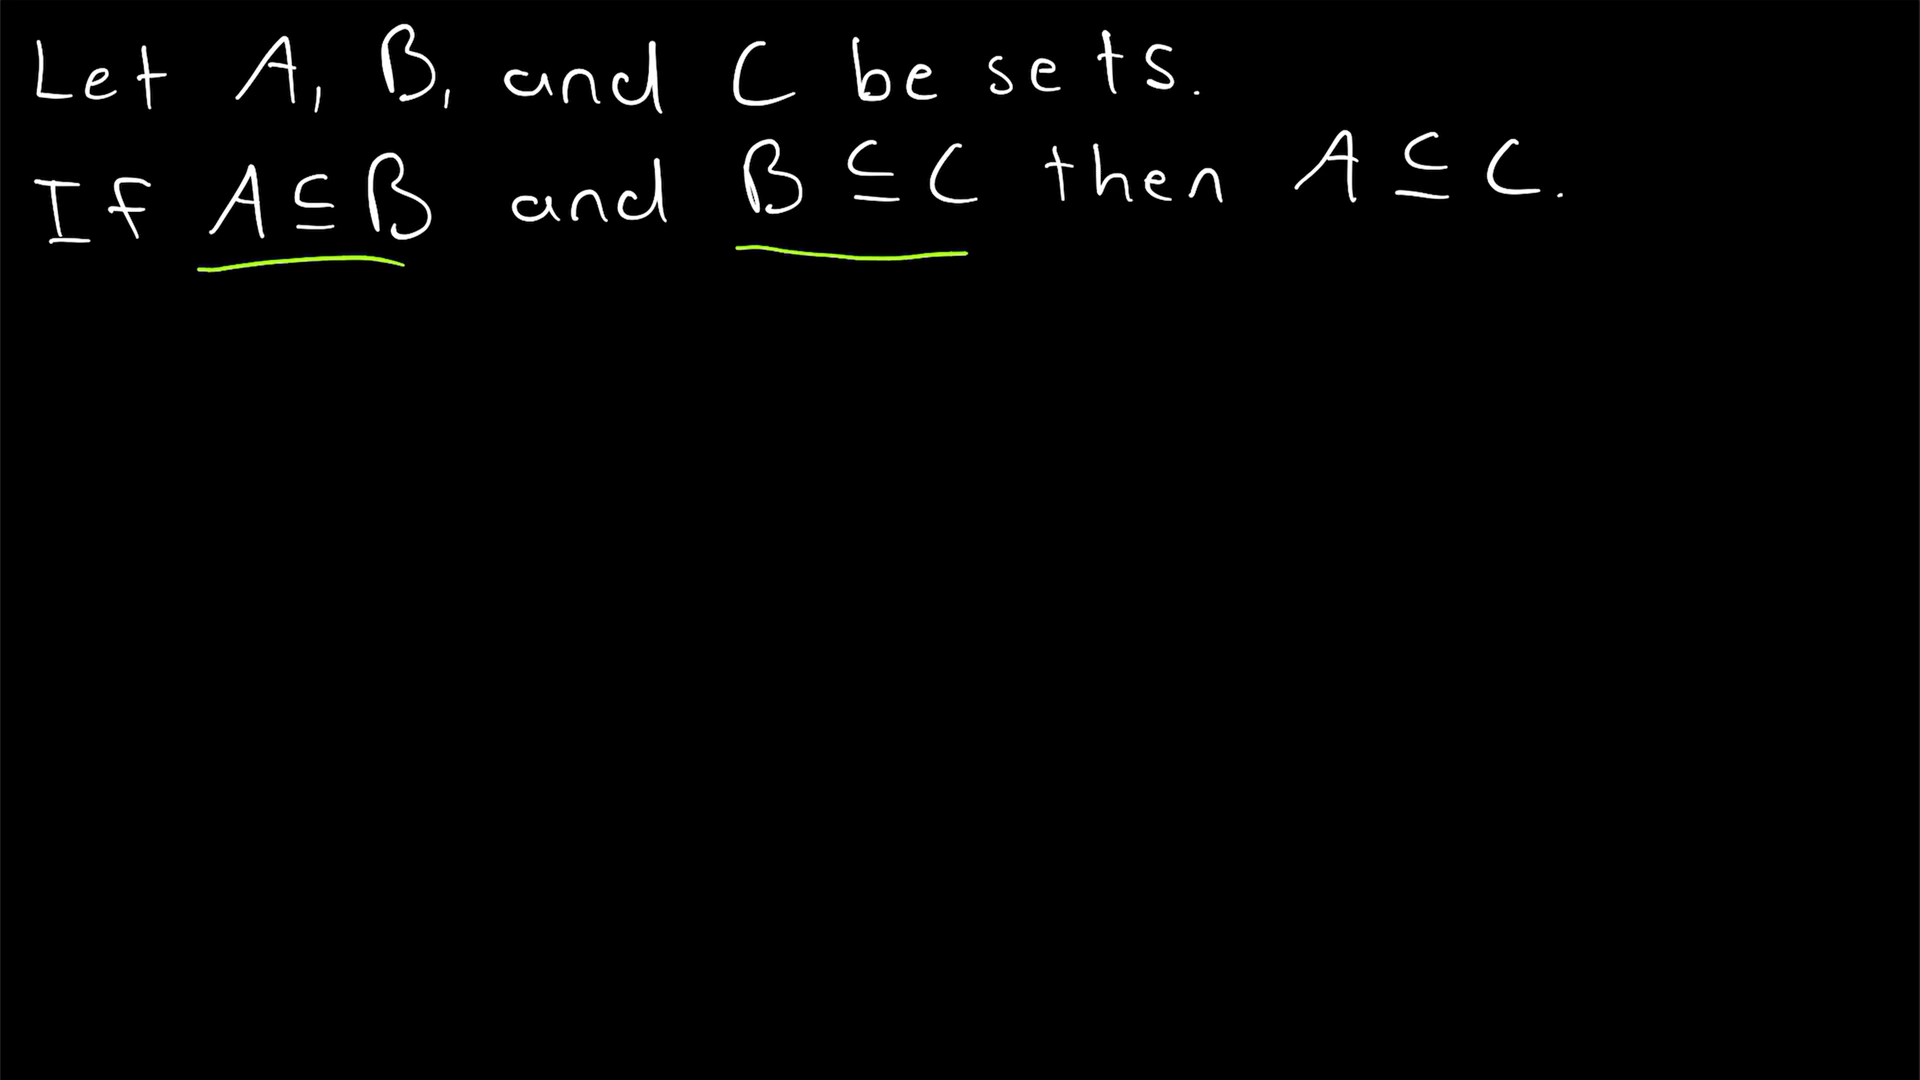 Let A, B, and C be sets.
If A ⊆ B and B ⊆ C then A ⊆ C.